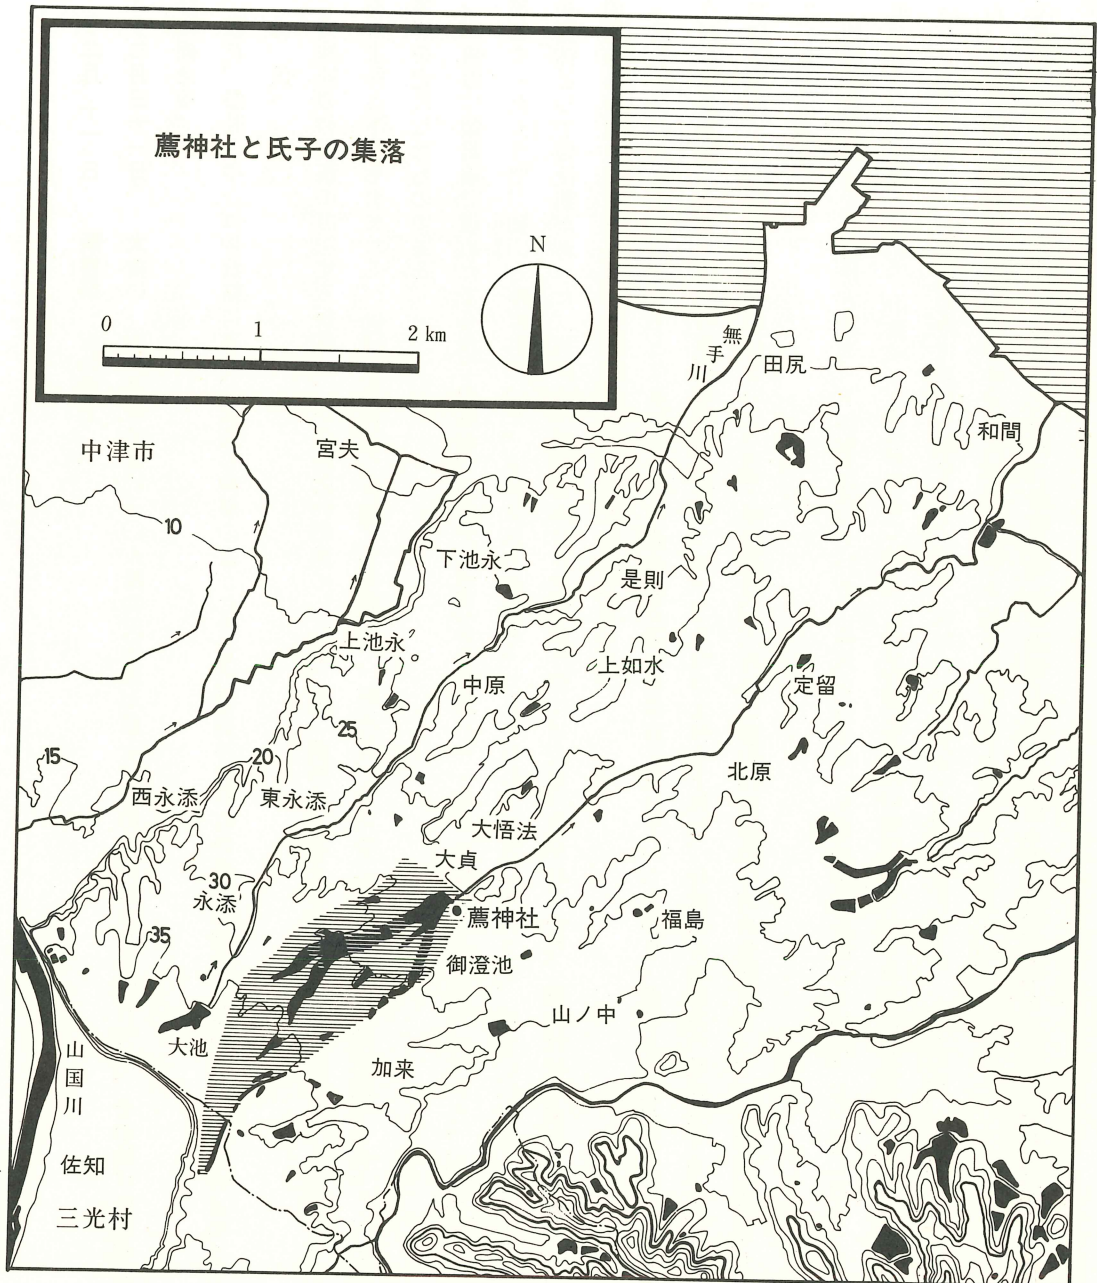 薦神社と氏子の集落
N
0 1 2 km
無手川
田尻
和間
中津市
宮夫
10
下池永
是則
上池永
上如水
中原
定留
25
20
15
北原
西永添
東永添
大悟法
大貞
30
永添
薦神社
福島
35
御澄池
山ノ中
大池
加来
山国川
佐知
三光村